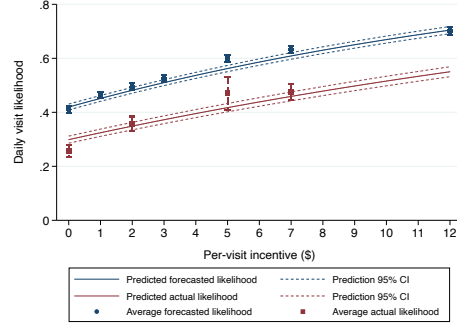 .8
.6
.4
.2
0
Daily visit likelihood
0 1 2 3 4 5 6 7 8 9 10 11 12
Per-visit incentive ($)
Predicted forecasted likelihood Prediction 95% CI
Predicted actual likelihood Prediction 95% CI
Average forecasted likelihood Average actual likelihood